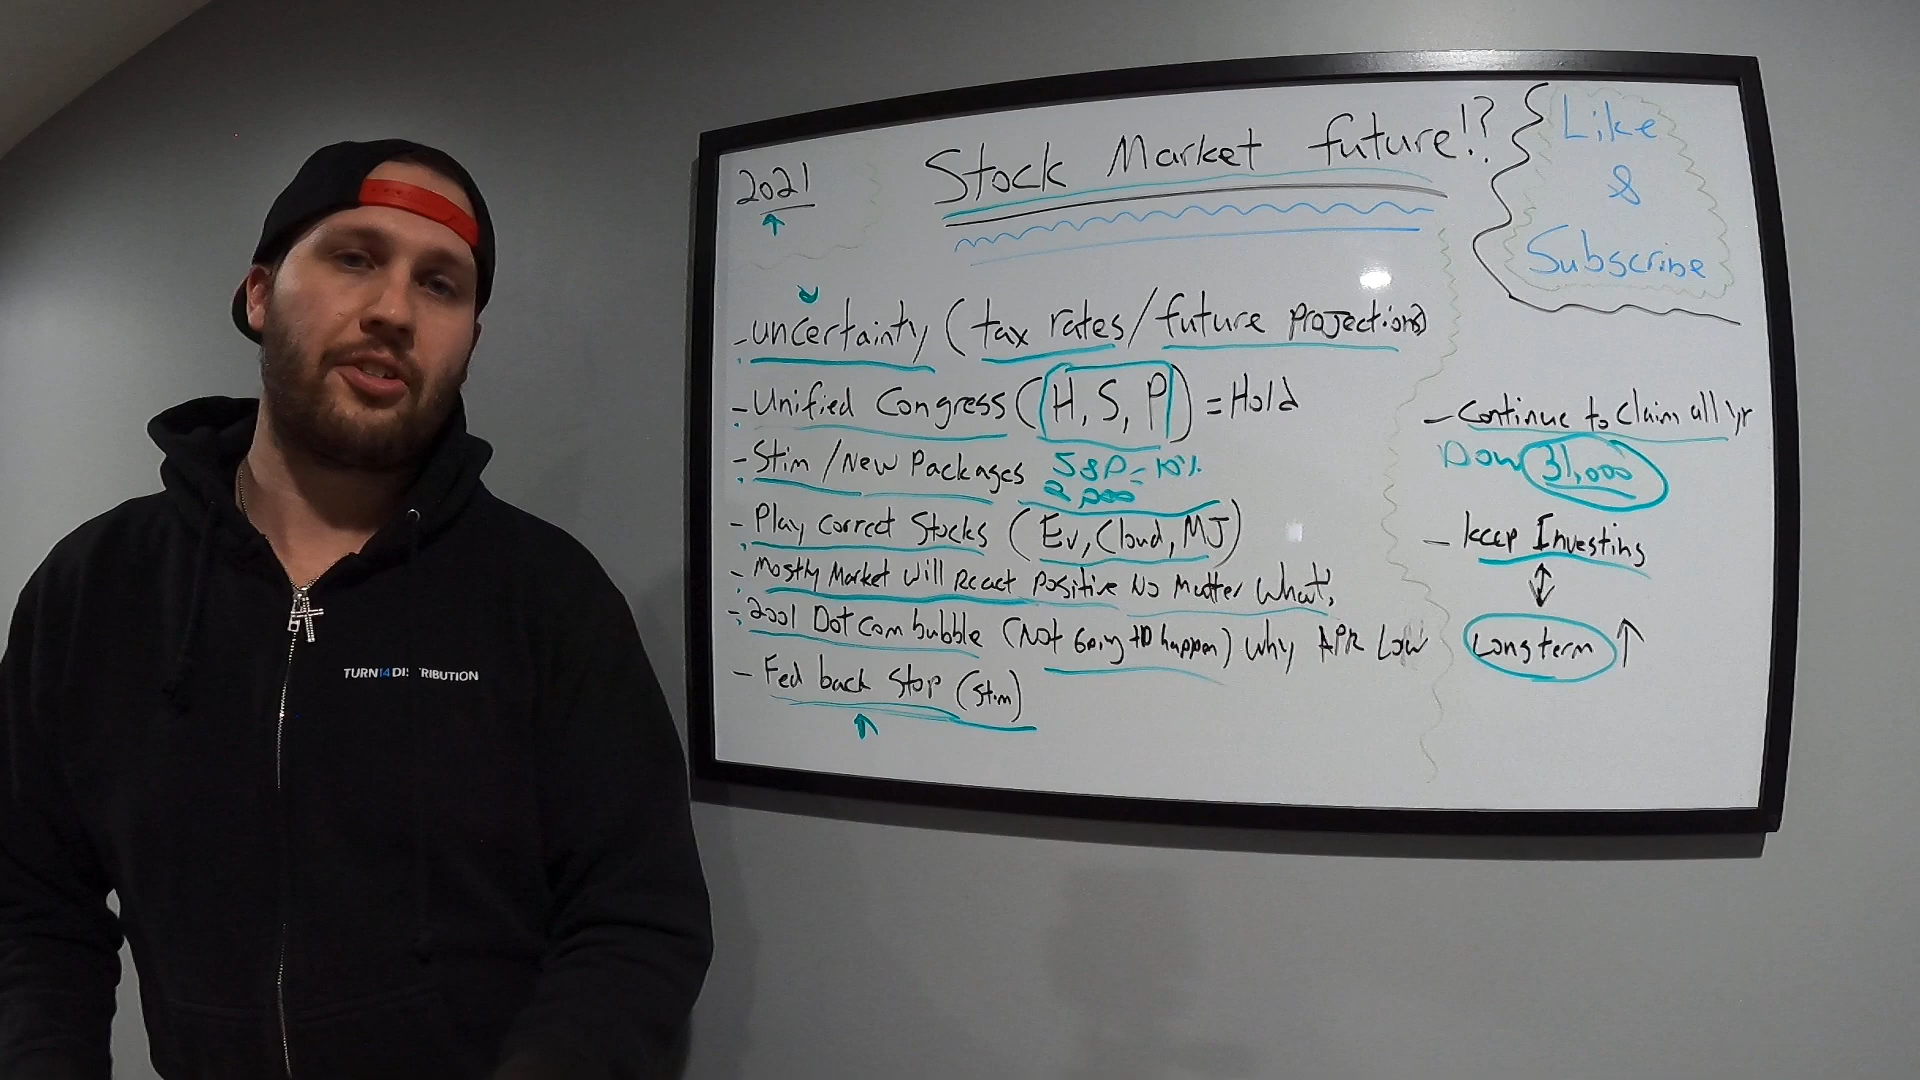 2021
Stock Market future!?
Like
&
Subscribe
- uncertainty (tax rates/future Projections)
- Unified Congress (H, S, P) = Hold
- Stim /New Packages S&P = 10%
2,000
- Play Correct Stocks (Ev, Cloud, MJ)
- Mostly Market will React Positive No Matter What!
- 2001 Dot com bubble (Not Going to happen) Why APR Low
- Fed back Stop (Stim)
- Continue to Claim all yr
Dow 31,000
- Keep Investing
Long term
TURN14 DIS RIBUTION